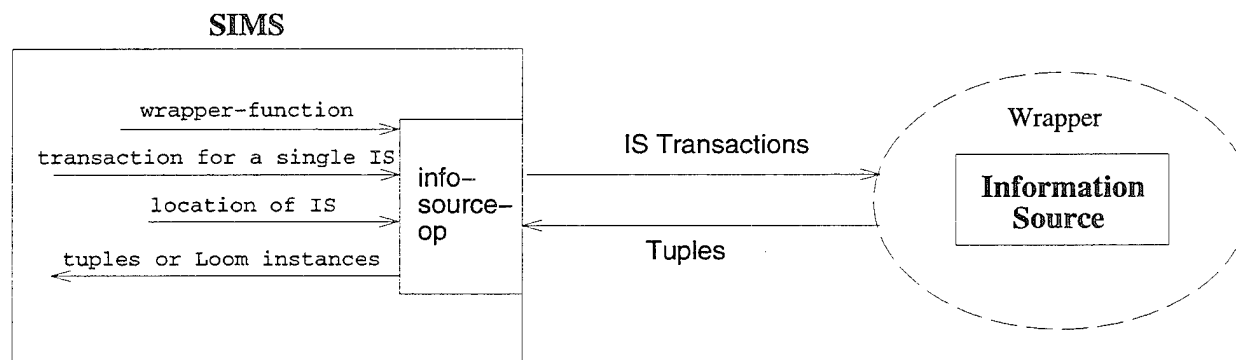 SIMS
wrapper-function
transaction for a single IS
location of IS
tuples or Loom instances
info-
source-
op
IS Transactions
Tuples
Wrapper
Information
Source